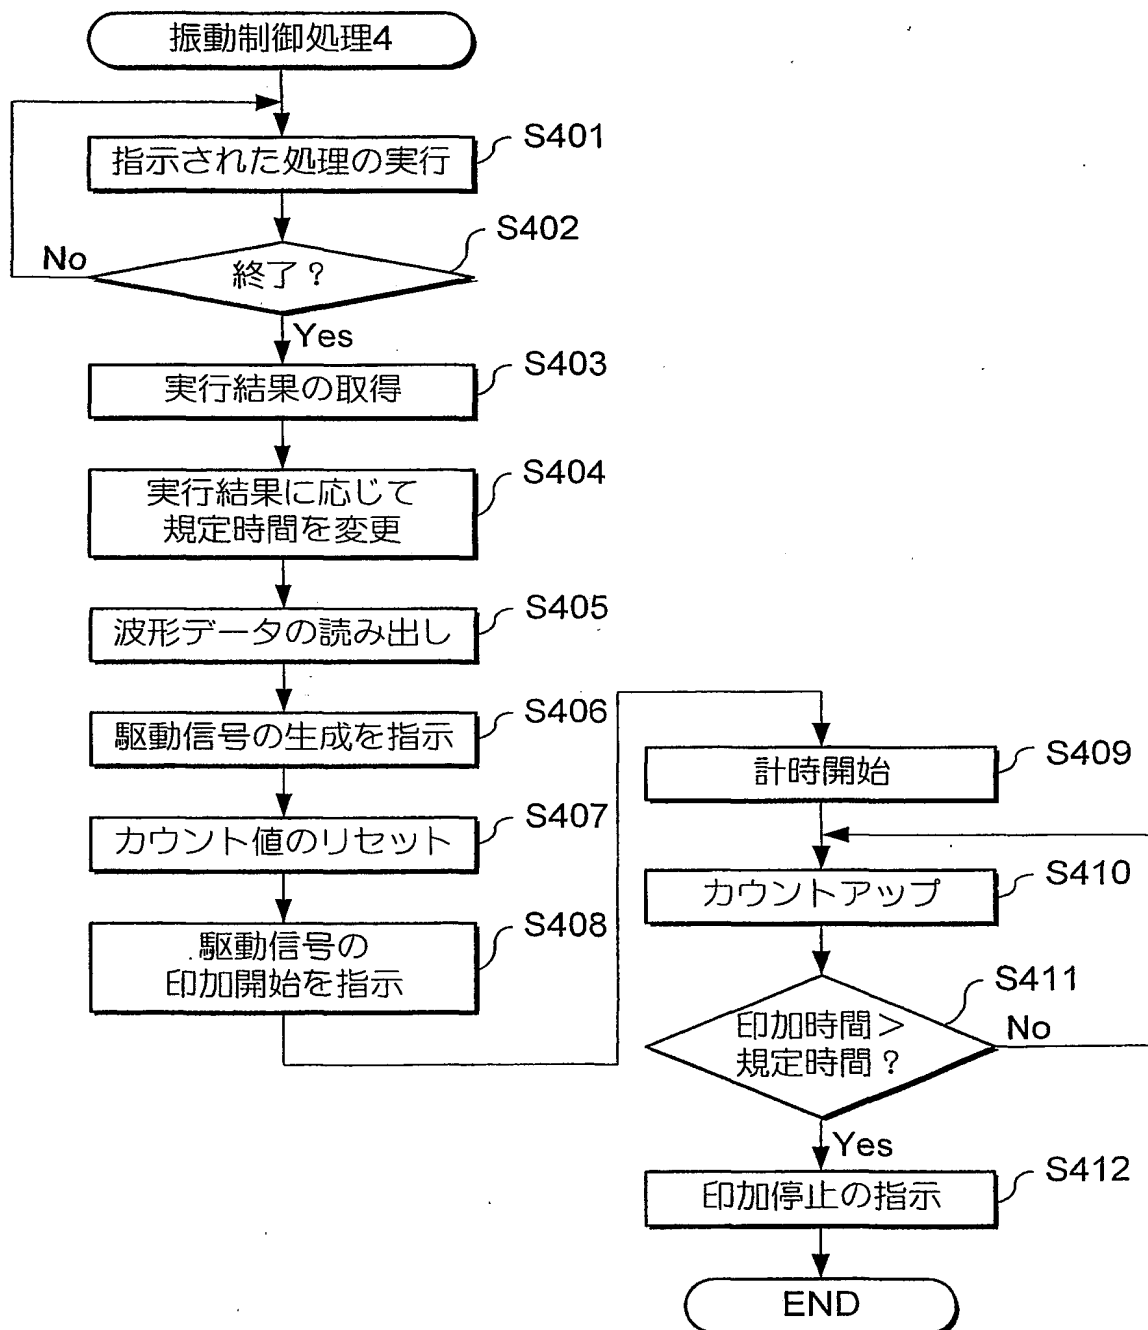 振動制御処理4
S401
指示された処理の実行
S402
No
終了？
Yes
S403
実行結果の取得
S404
実行結果に応じて
規定時間を変更
S405
波形データの読み出し
S406
駆動信号の生成を指示
S407
カウント値のリセット
S408
駆動信号の
印加開始を指示
S409
計時開始
S410
カウントアップ
S411
印加時間＞
規定時間？
No
Yes
S412
印加停止の指示
END